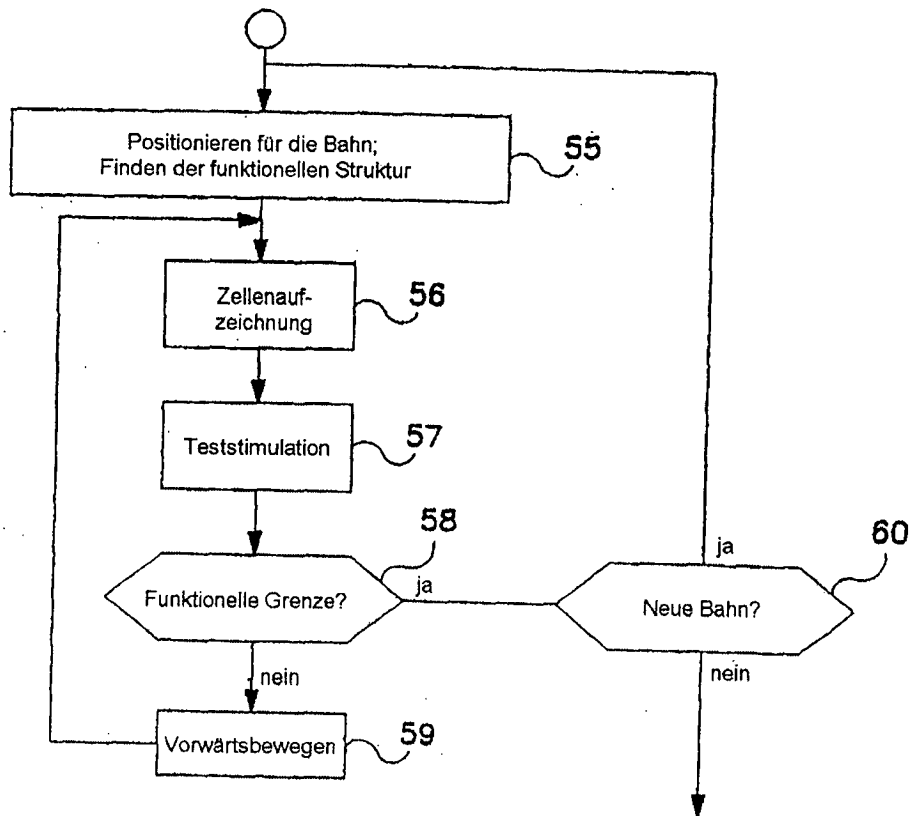 Positionieren für die Bahn;
Finden der funktionellen Struktur
55
Zellenauf-
zeichnung
56
Teststimulation
57
58
Funktionelle Grenze?
ja
nein
Vorwärtsbewegen
59
ja
60
Neue Bahn?
nein